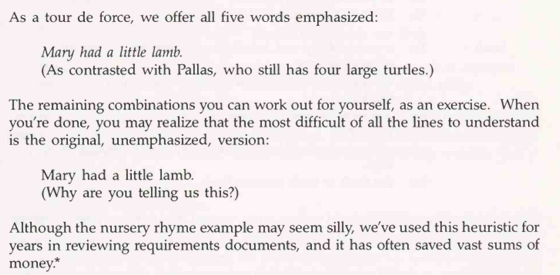 As a tour de force, we offer all five words emphasized:
Mary had a little lamb.
(As contrasted with Pallas, who still has four large turtles.)
The remaining combinations you can work out for yourself, as an exercise. When
you're done, you may realize that the most difficult of all the lines to understand
is the original, unemphasized, version:
Mary had a little lamb.
(Why are you telling us this?)
Although the nursery rhyme example may seem silly, we've used this heuristic for
years in reviewing requirements documents, and it has often saved vast sums of
money.*